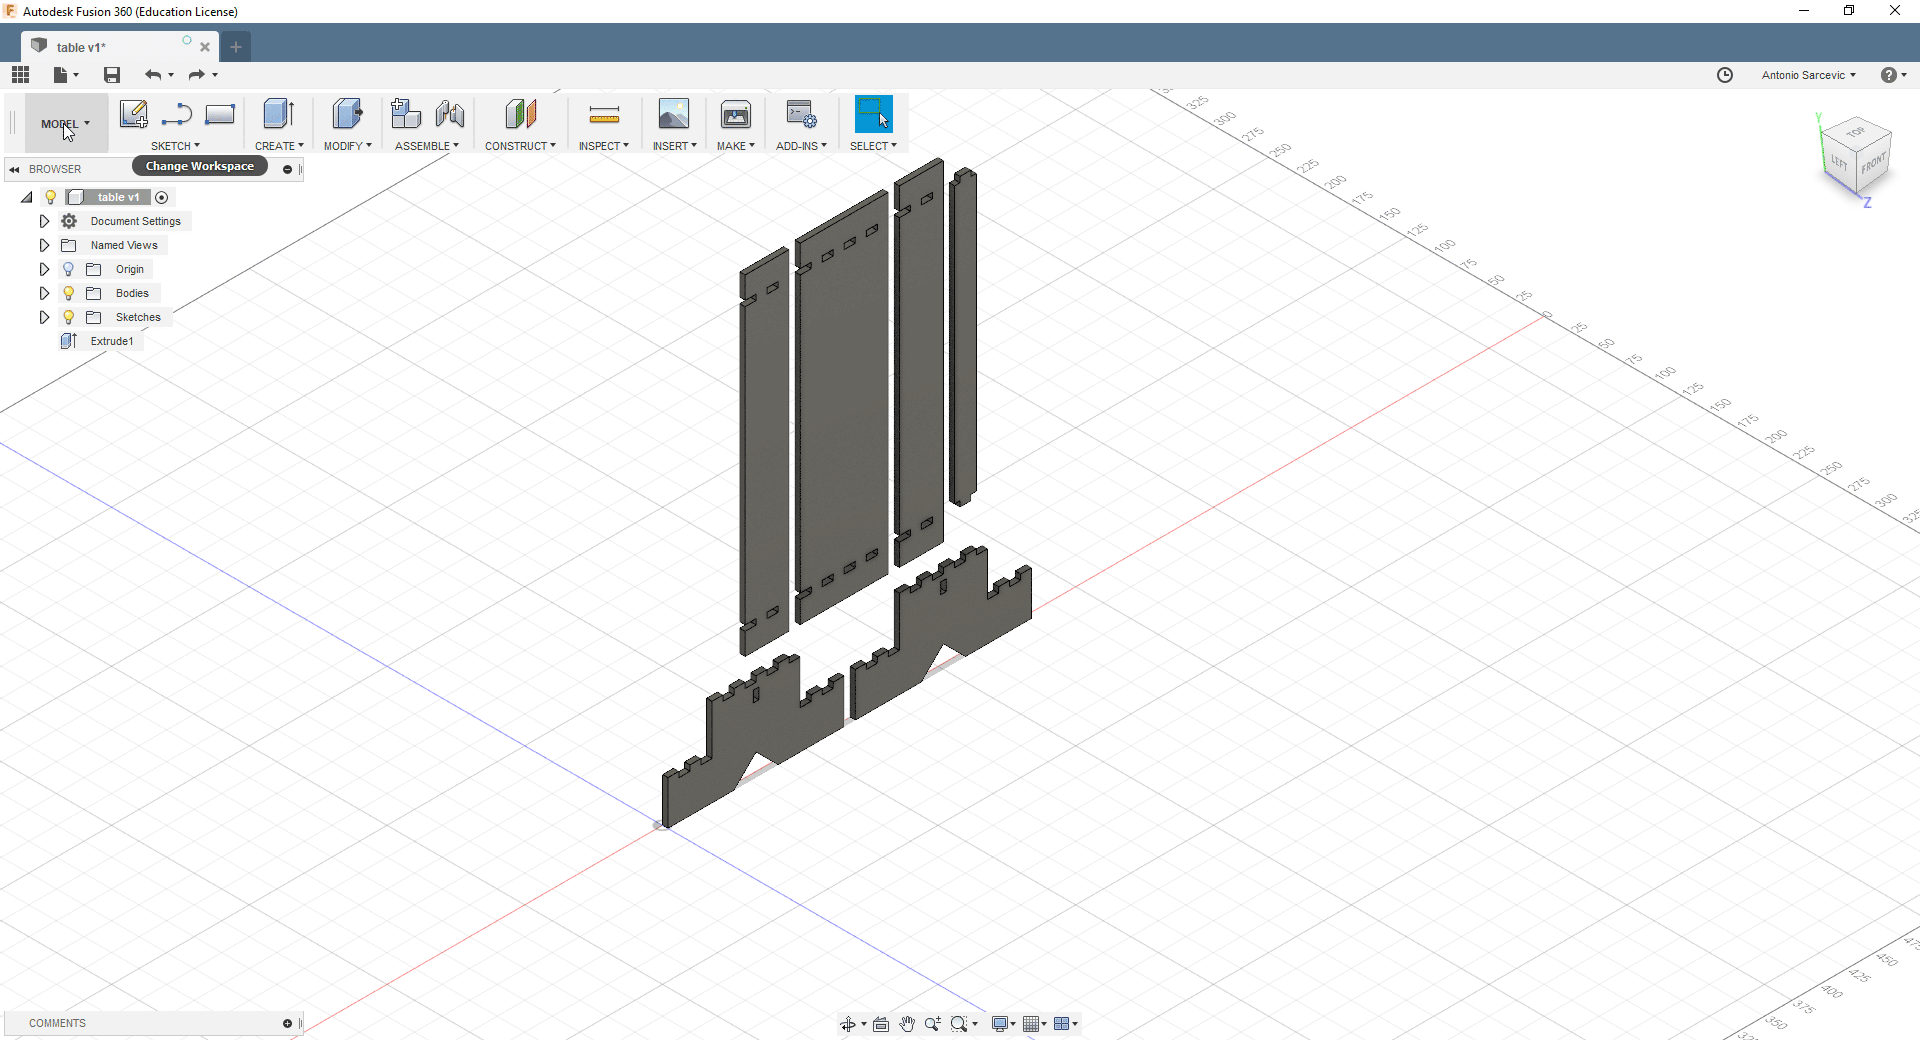 Autodesk Fusion 360 (Education License)
table v1*
Antonio Sarcevic
MODEL
SKETCH
CREATE
MODIFY
ASSEMBLE
CONSTRUCT
INSPECT
INSERT
MAKE
ADD-INS
SELECT
BROWSER
Change Workspace
table v1
Document Settings
Named Views
Origin
Bodies
Sketches
Extrude1
TOP
LEFT
FRONT
Y
Z
325
300
275
250
225
200
175
150
125
100
75
50
25
0
25
50
75
100
125
150
175
200
225
250
275
300
325
475
450
425
400
375
350
325
COMMENTS